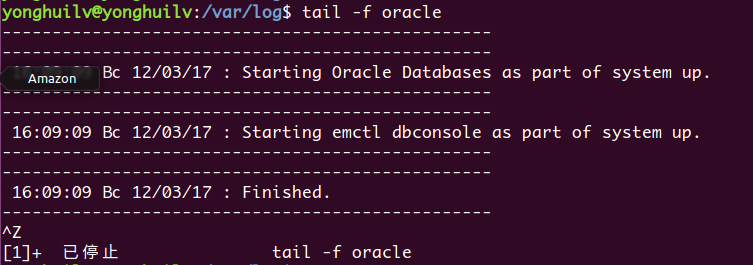 yonghuilv@yonghuilv:/var/log$ tail -f oracle
-------------------------------------------------
-------------------------------------------------
Amazon
Bc 12/03/17 : Starting Oracle Databases as part of system up.
-------------------------------------------------
-------------------------------------------------
16:09:09 Bc 12/03/17 : Starting emctl dbconsole as part of system up.
-------------------------------------------------
-------------------------------------------------
16:09:09 Bc 12/03/17 : Finished.
-------------------------------------------------
^Z
[1]+  已停止               tail -f oracle